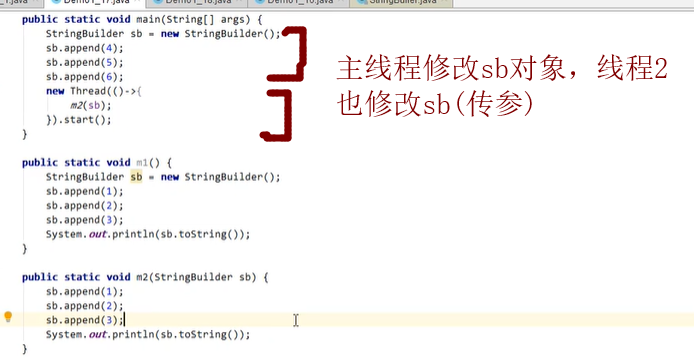 Demo1_17.java
Demo1_18.java
Demo1_16.java
StringBuilder.java
public static void main(String[] args) {
StringBuilder sb = new StringBuilder();
sb.append(4);
sb.append(5);
sb.append(6);
new Thread(()->{
m2(sb);
}).start();
}
主线程修改sb对象，线程2
也修改sb(传参)
public static void m1() {
StringBuilder sb = new StringBuilder();
sb.append(1);
sb.append(2);
sb.append(3);
System.out.println(sb.toString());
}
public static void m2(StringBuilder sb) {
sb.append(1);
sb.append(2);
sb.append(3);
System.out.println(sb.toString());
}